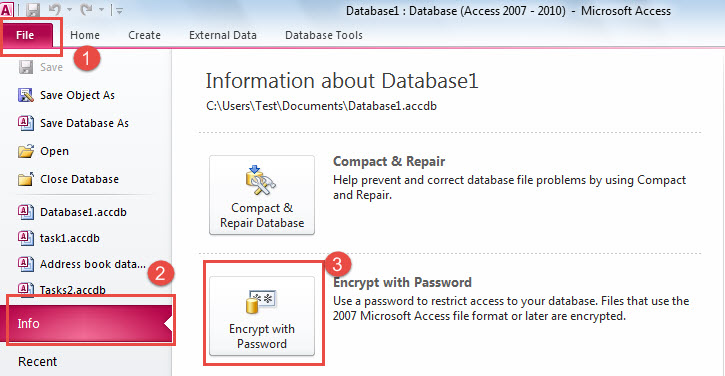 Database1 : Database (Access 2007 - 2010) - Microsoft Access
File Home Create External Data Database Tools
1
Save
Save Object As
Save Database As
Open
Close Database
Database1.accdb
task1.accdb
Address book data...
Tasks2.accdb
2
Info
Recent
Information about Database1
C:\Users\Test\Documents\Database1.accdb
Compact &
Repair Database
Compact & Repair
Help prevent and correct database file problems by using Compact
and Repair.
3
Encrypt with
Password
Encrypt with Password
Use a password to restrict access to your database. Files that use the
2007 Microsoft Access file format or later are encrypted.